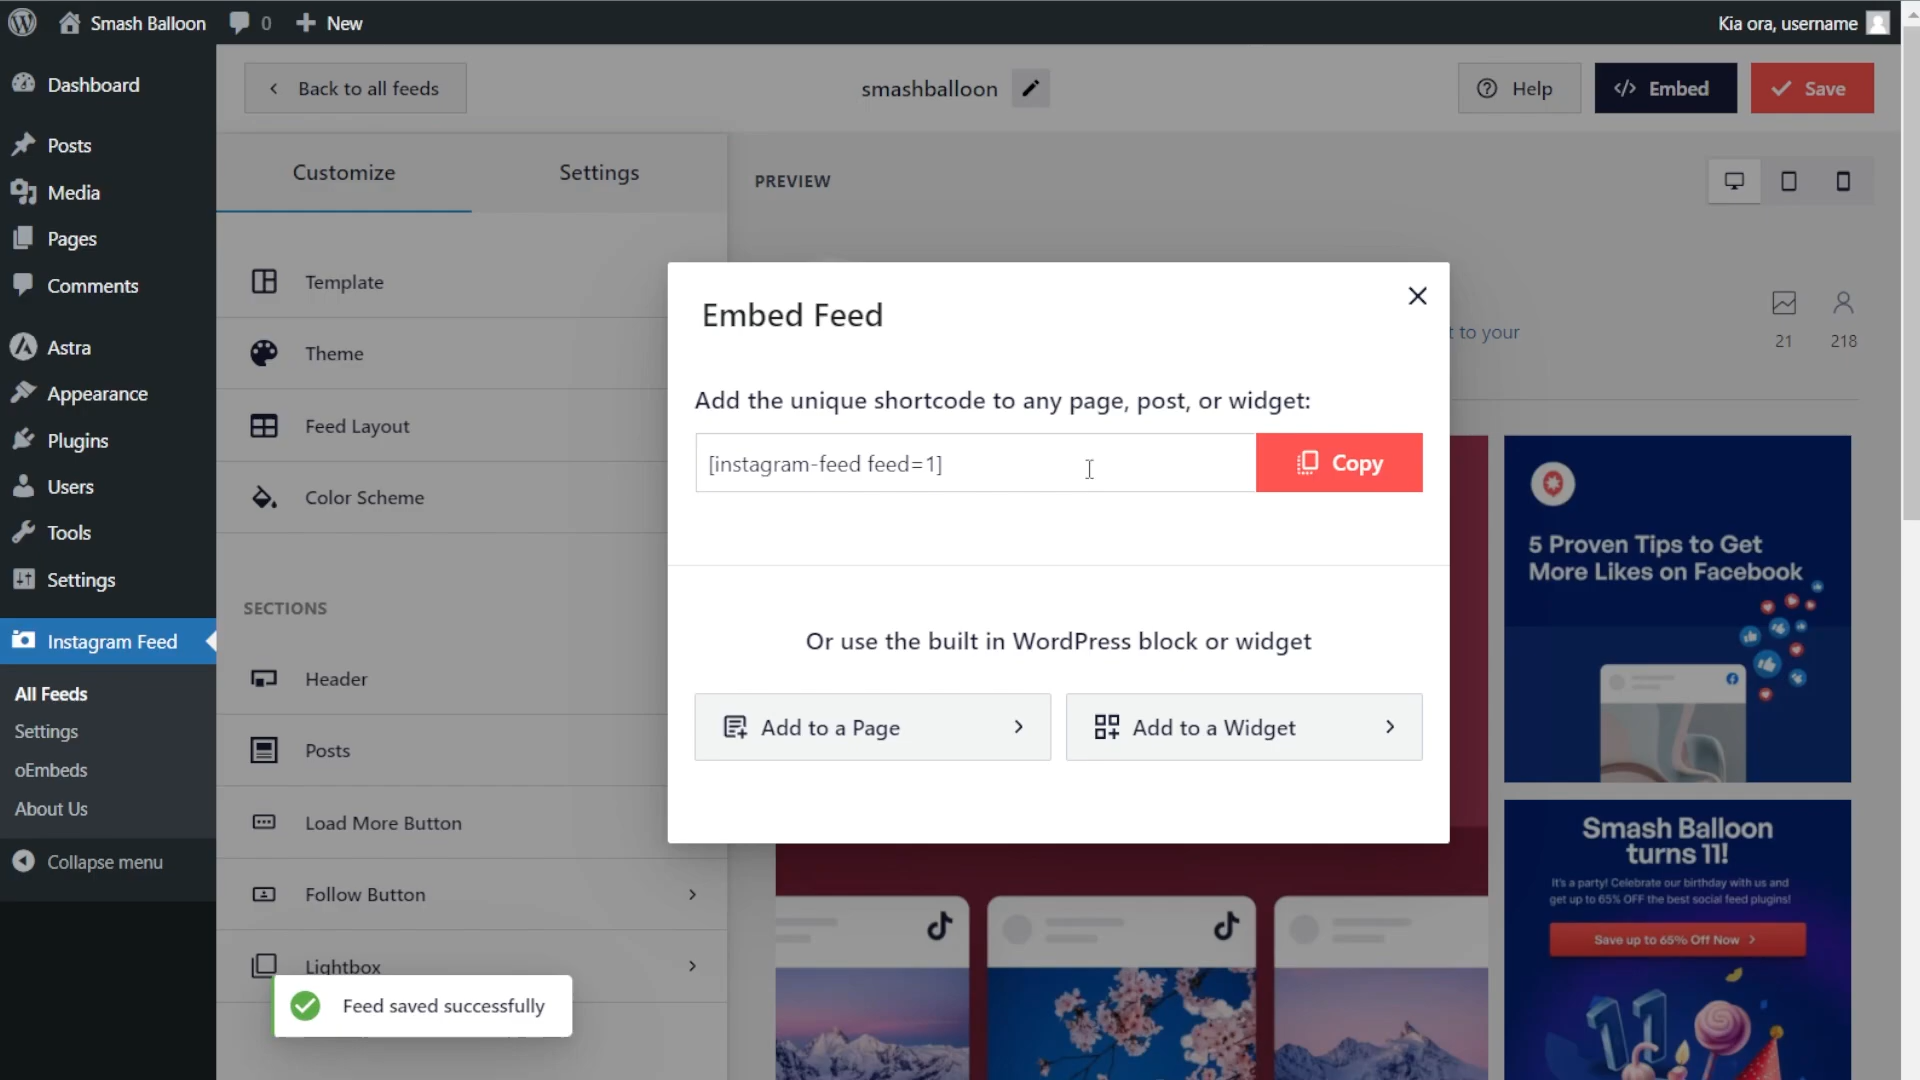 Smash Balloon
0
New
Kia ora, username
Dashboard
Posts
Media
Pages
Comments
Astra
Appearance
Plugins
Users
Tools
Settings
Instagram Feed
All Feeds
Settings
oEmbeds
About Us
Collapse menu
Back to all feeds
smashballoon
Help
Embed
Save
Customize
Settings
Template
Theme
Feed Layout
Color Scheme
SECTIONS
Header
Posts
Load More Button
Follow Button
Lightbox
Feed saved successfully
PREVIEW
t to your
21
218
Embed Feed
Add the unique shortcode to any page, post, or widget:
[instagram-feed feed=1]
Copy
Or use the built in WordPress block or widget
Add to a Page
Add to a Widget
5 Proven Tips to Get
More Likes on Facebook
Smash Balloon
turns 11!
It's a party! Celebrate our birthday with us and
get up to 65% OFF the best social feed plugins!
Save up to 65% Off Now
11